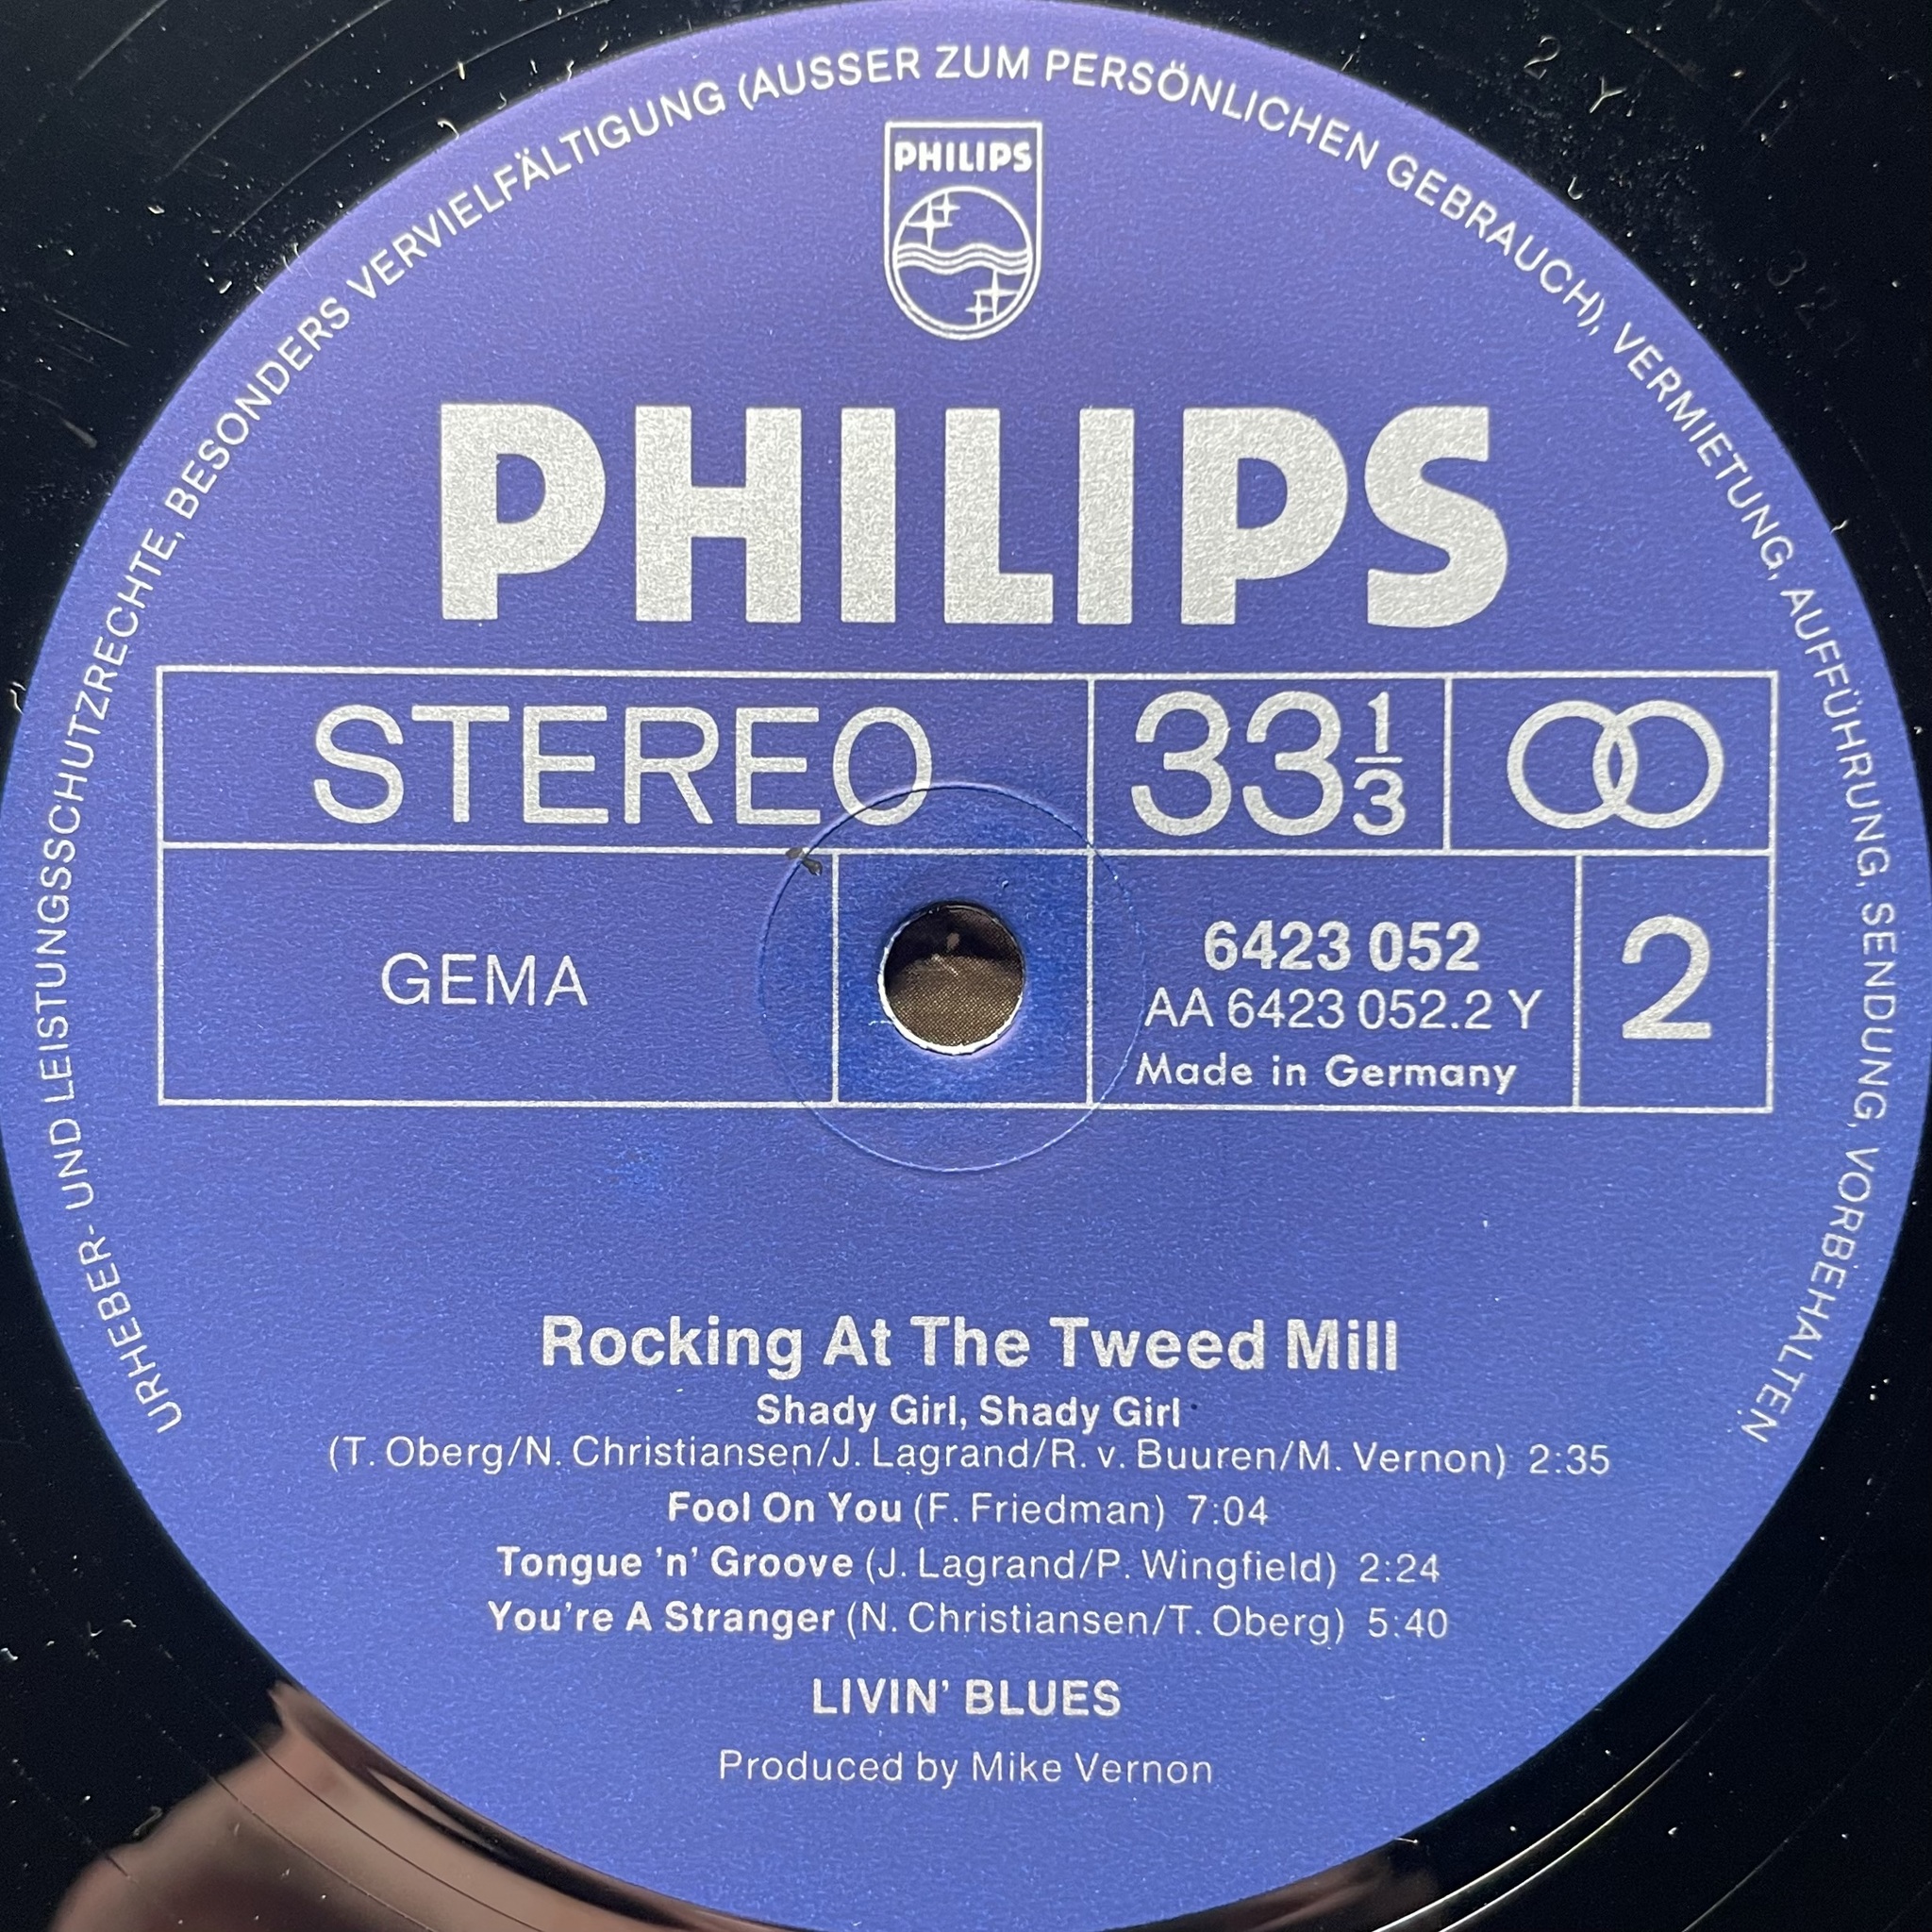 URHEBER- UND LEISTUNGSSCHUTZRECHTE, BESONDERS VERVIELFÄLTIGUNG (AUSSER ZUM PERSÖNLICHEN GEBRAUCH), VERMIETUNG, AUFFÜHRUNG, SENDUNG, VORBEHALTEN
PHILIPS
PHILIPS
STEREO 33 1/3
GEMA
6423 052
AA 6423 052.2 Y
Made in Germany
2
Rocking At The Tweed Mill
Shady Girl, Shady Girl
(T. Oberg/N. Christiansen/J. Lagrand/R. v. Buuren/M. Vernon) 2:35
Fool On You (F. Friedman) 7:04
Tongue 'n' Groove (J. Lagrand/P. Wingfield) 2:24
You're A Stranger (N. Christiansen/T. Oberg) 5:40
LIVIN' BLUES
Produced by Mike Vernon
2 Y